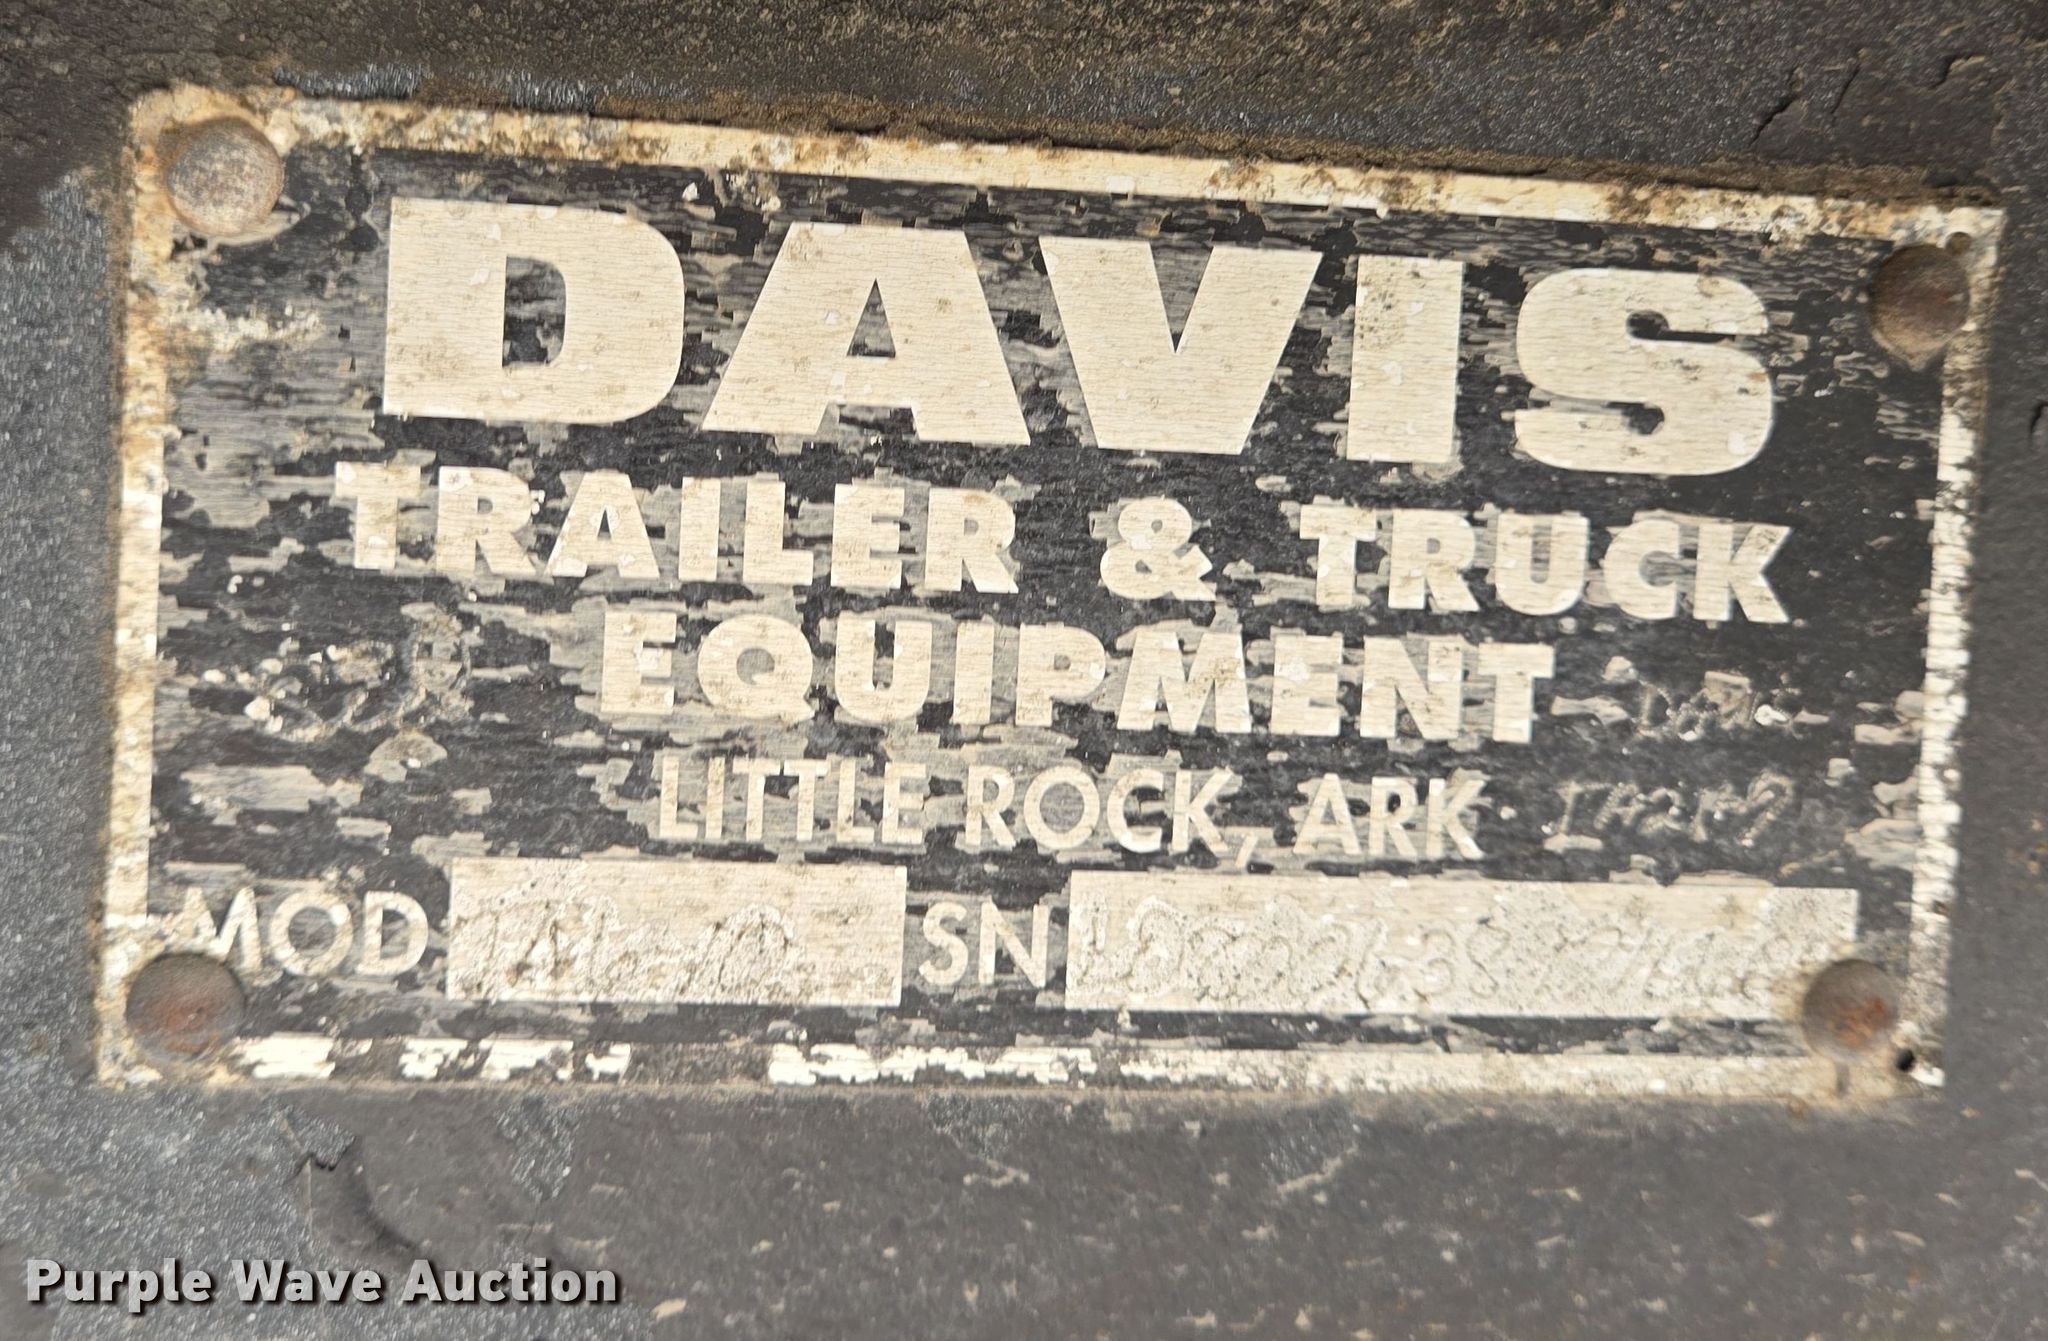 DAVIS
TRAILER & TRUCK
EQUIPMENT
LITTLE ROCK, ARK
MOD SN
Purple Wave Auction